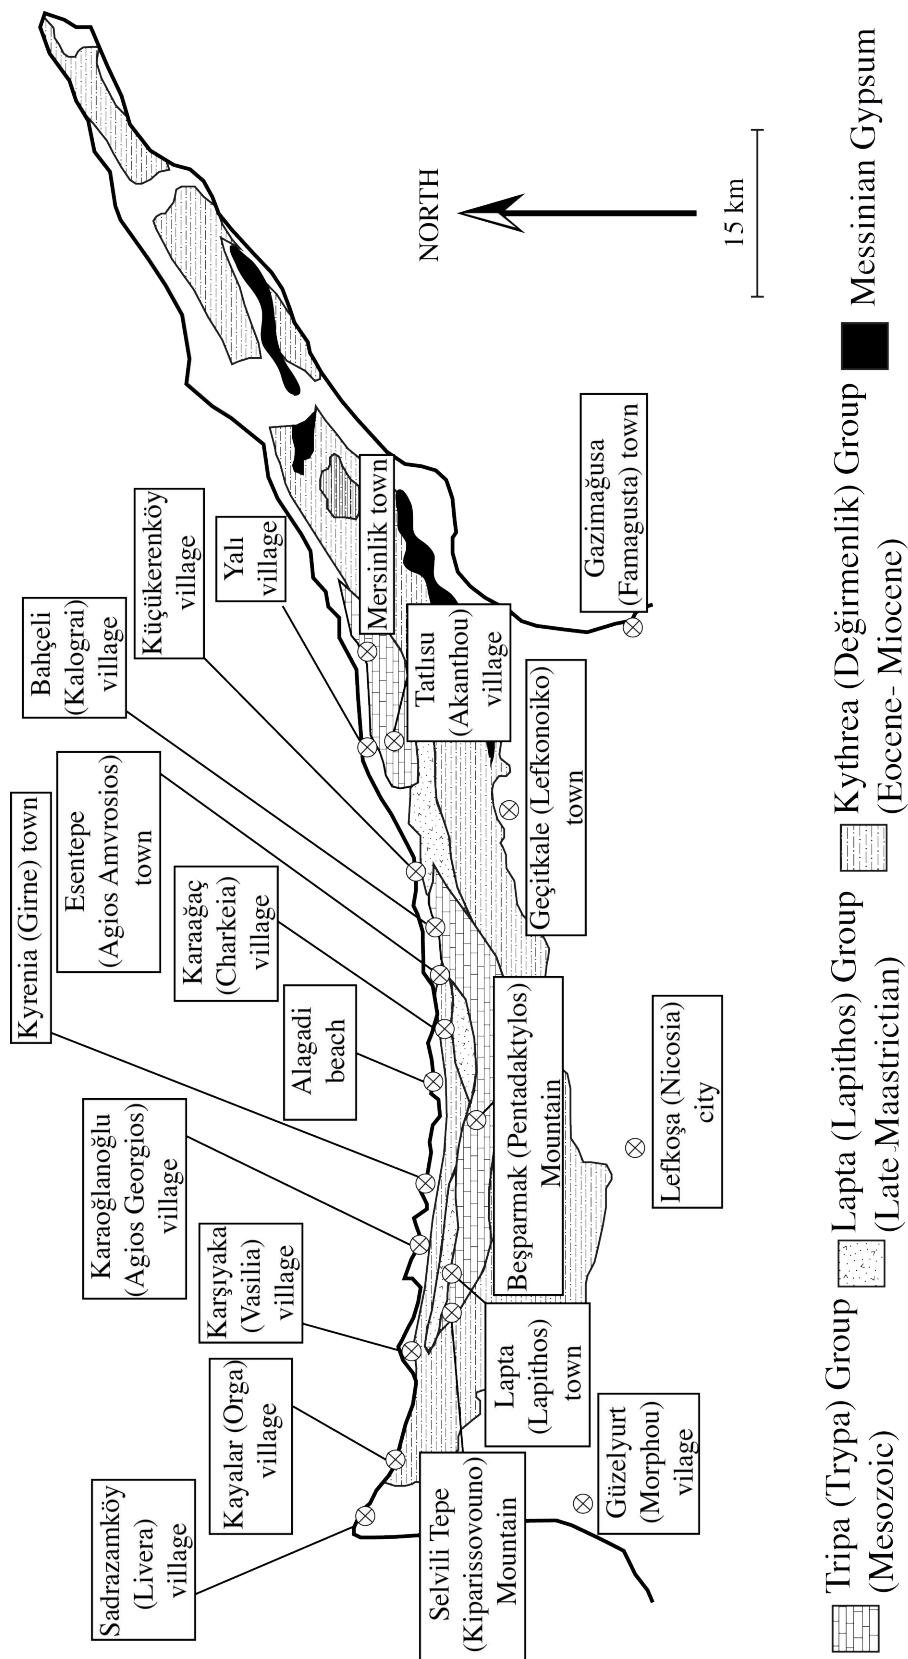 Sadrazamköy
(Livera)
village
Kayalar (Orga)
village
Karşıyaka
(Vasilia)
village
Karaoğlanoğlu
(Agios Georgios)
village
Kyrenia (Girne) town
Alagadi
beach
Karaağaç
(Charkeia)
village
Esentepe
(Agios Amvrosios)
town
Bahçeli
(Kalograi)
village
Küçükerenköy
village
Yalı
village
Mersinlik town
Tatlısu
(Akanthou)
village
Geçitkale (Lefkonoiko)
town
Gazimağusa
(Famagusta) town
Beşparmak (Pentadaktylos)
Mountain
Lefkoşa (Nicosia)
city
Lapta
(Lapithos)
town
Güzelyurt
(Morphou)
vilage
Selvili Tepe
(Kiparissovouno)
Mountain
NORTH
15 km
Tripa (Trypa) Group
(Mesozoic)
Lapta (Lapithos) Group
(Late Maastrictian)
Kythrea (Değirmenlik) Group
(Eocene- Miocene)
Messinian Gypsum